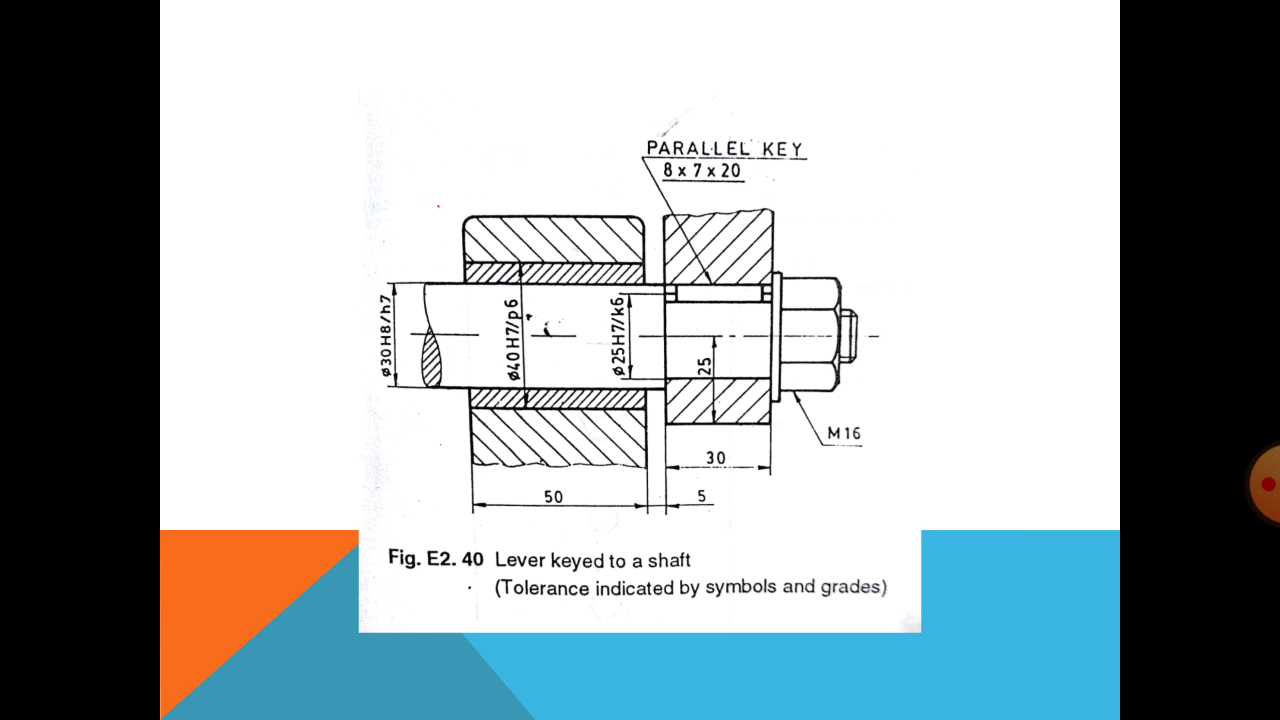 PARALLEL KEY
8 x 7 x 20
ø30H8/h7
ø40H7/p6
ø25H7/k6
25
M16
30
50
5
Fig. E2. 40 Lever keyed to a shaft
(Tolerance indicated by symbols and grades)